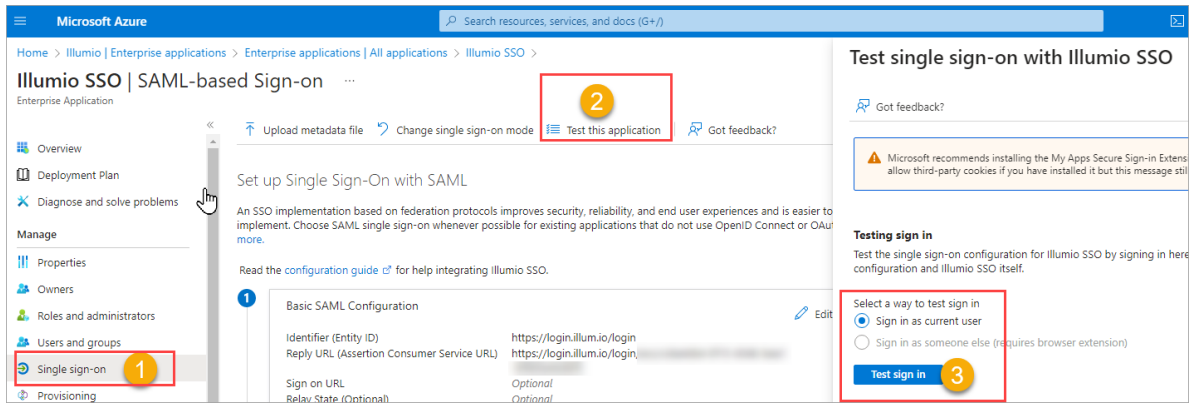 Microsoft Azure
Search resources, services, and docs (G+/)
Home > Illumio | Enterprise applications > Enterprise applications | All applications > Illumio SSO >
Illumio SSO | SAML-based Sign-on ...
Enterprise Application
«
Overview
Deployment Plan
Diagnose and solve problems
Manage
Properties
Owners
Roles and administrators
Users and groups
Single sign-on
1
Provisioning
2
Upload metadata file Change single sign-on mode Test this application Got feedback?
Set up Single Sign-On with SAML
An SSO implementation based on federation protocols improves security, reliability, and end user experiences and is easier to
implement. Choose SAML single sign-on whenever possible for existing applications that do not use OpenID Connect or OAu
more.
Read the configuration guide for help integrating Illumio SSO.
1
Basic SAML Configuration
Edit
Identifier (Entity ID) https://login.illum.io/login
Reply URL (Assertion Consumer Service URL) https://login.illum.io/login
Sign on URL Optional
Relay State (Optional) Optional
Test single sign-on with Illumio SSO
Got feedback?
Microsoft recommends installing the My Apps Secure Sign-in Extens
allow third-party cookies if you have installed it but this message stil
Testing sign in
Test the single sign-on configuration for Illumio SSO by signing in here
configuration and Illumio SSO itself.
Select a way to test sign in
Sign in as current user
Sign in as someone else (requires browser extension)
Test sign in
3